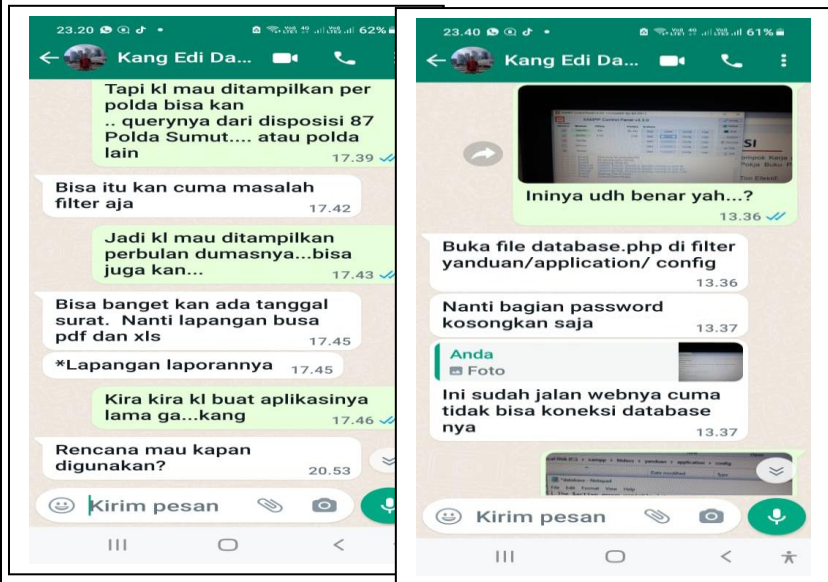 23.20
62%
Kang Edi Da...
Tapi kl mau ditampilkan per
polda bisa kan
.. querynya dari disposisi 87
Polda Sumut.... atau polda
lain
17.39
Bisa itu kan cuma masalah
filter aja
17.42
Jadi kl mau ditampilkan
perbulan dumasnya...bisa
juga kan...
17.43
Bisa banget kan ada tanggal
surat. Nanti lapangan busa
pdf dan xls
17.45
*Lapangan laporannya 17.45
Kira kira kl buat aplikasinya
lama ga...kang
17.46
Rencana mau kapan
digunakan?
20.53
Kirim pesan
23.40
61%
Kang Edi Da...
XAMPP Control Panel
Ininya udh benar yah...?
13.36
Buka file database.php di filter
yanduan/application/ config
13.36
Nanti bagian password
kosongkan saja
13.37
Anda
Foto
Ini sudah jalan webnya cuma
tidak bisa koneksi database
nya
13.37
Kirim pesan